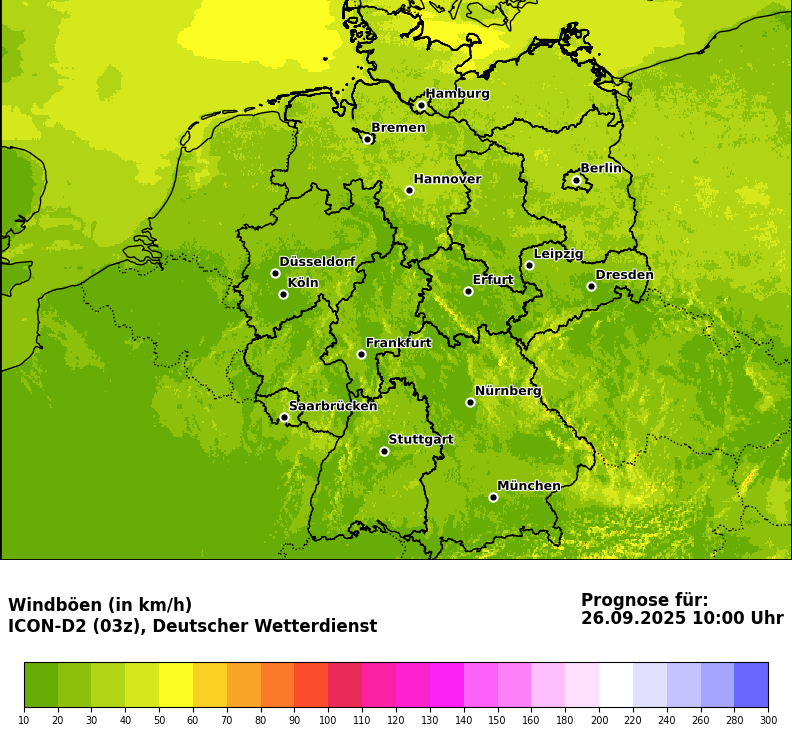 Hamburg
Bremen
Berlin
Hannover
Leipzig
Düsseldorf
Dresden
Köln
Erfurt
Frankfurt
Nürnberg
Saarbrücken
Stuttgart
München
Windböen (in km/h)
ICON-D2 (03z), Deutscher Wetterdienst
Prognose für:
26.09.2025 10:00 Uhr
10 20 30 40 50 60 70 80 90 100 110 120 130 140 150 160 180 200 220 240 260 280 300